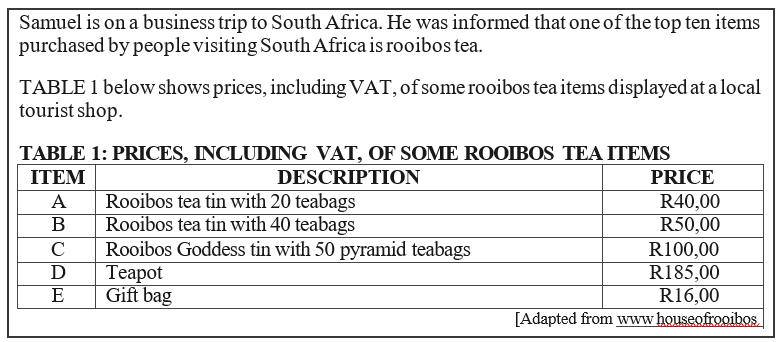 Samuel is on a business trip to South Africa. He was informed that one of the top ten items
purchased by people visiting South Africa is rooibos tea.
TABLE 1 below shows prices, including VAT, of some rooibos tea items displayed at a local
tourist shop.
TABLE 1: PRICES, INCLUDING VAT, OF SOME ROOIBOS TEA ITEMS
ITEM DESCRIPTION PRICE
A Rooibos tea tin with 20 teabags R40,00
B Rooibos tea tin with 40 teabags R50,00
C Rooibos Goddess tin with 50 pyramid teabags R100,00
D Teapot R185,00
E Gift bag R16,00
[Adapted from www.houseofrooibos.